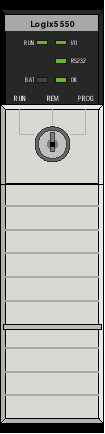 Logix5550
RUN I/O
RS232
BAT OK
RUN REM PROG